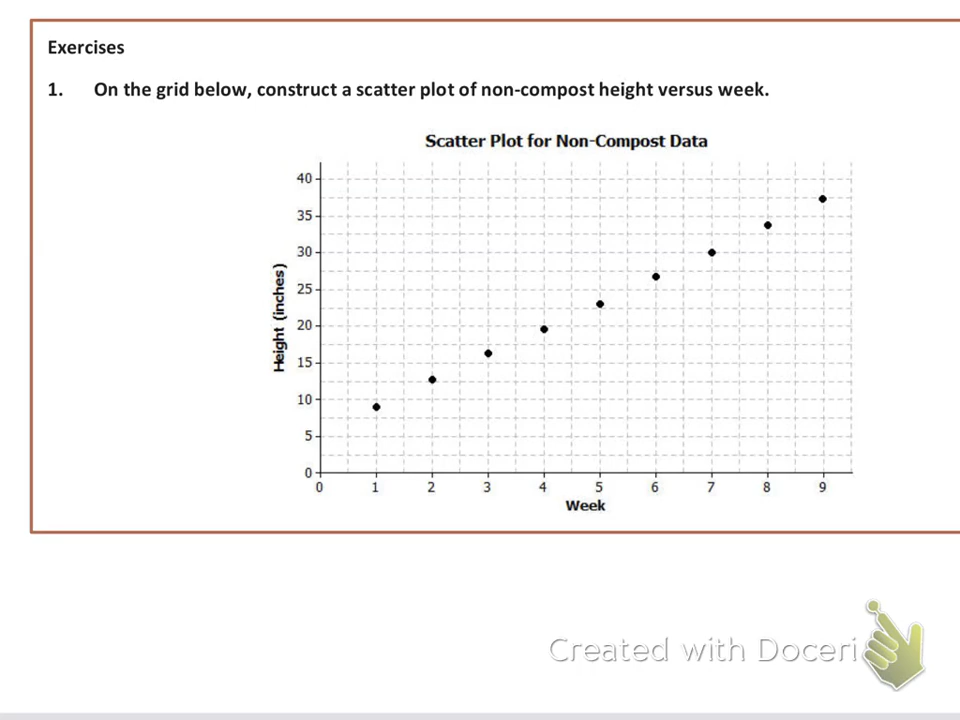 Exercises
1. On the grid below, construct a scatter plot of non-compost height versus week.
Scatter Plot for Non-Compost Data
40
35
30
25
20
15
10
5
0
Height (inches)
0 1 2 3 4 5 6 7 8 9
Week
Created with Doceri